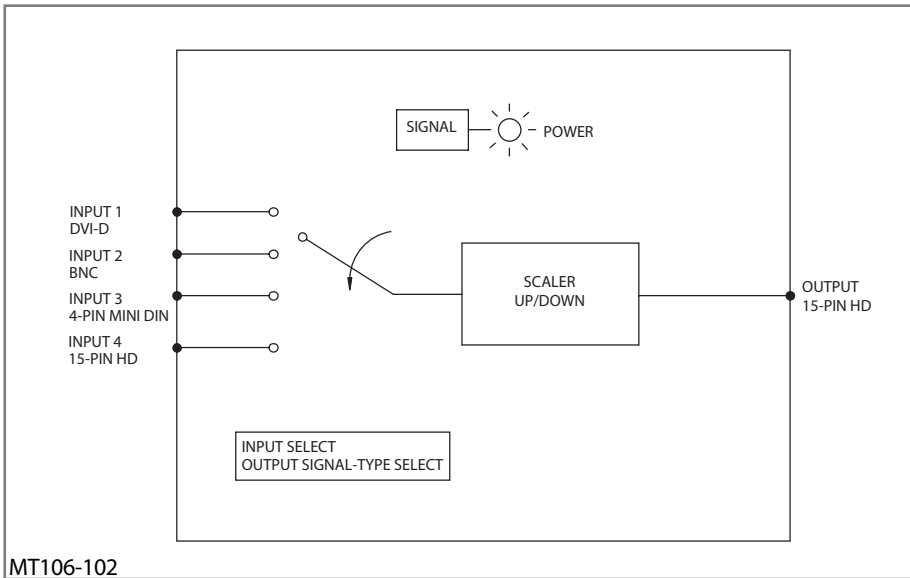 SIGNAL
POWER
INPUT 1
DVI-D
INPUT 2
BNC
INPUT 3
4-PIN MINI DIN
INPUT 4
15-PIN HD
SCALER
UP/DOWN
OUTPUT
15-PIN HD
INPUT SELECT
OUTPUT SIGNAL-TYPE SELECT
MT106-102